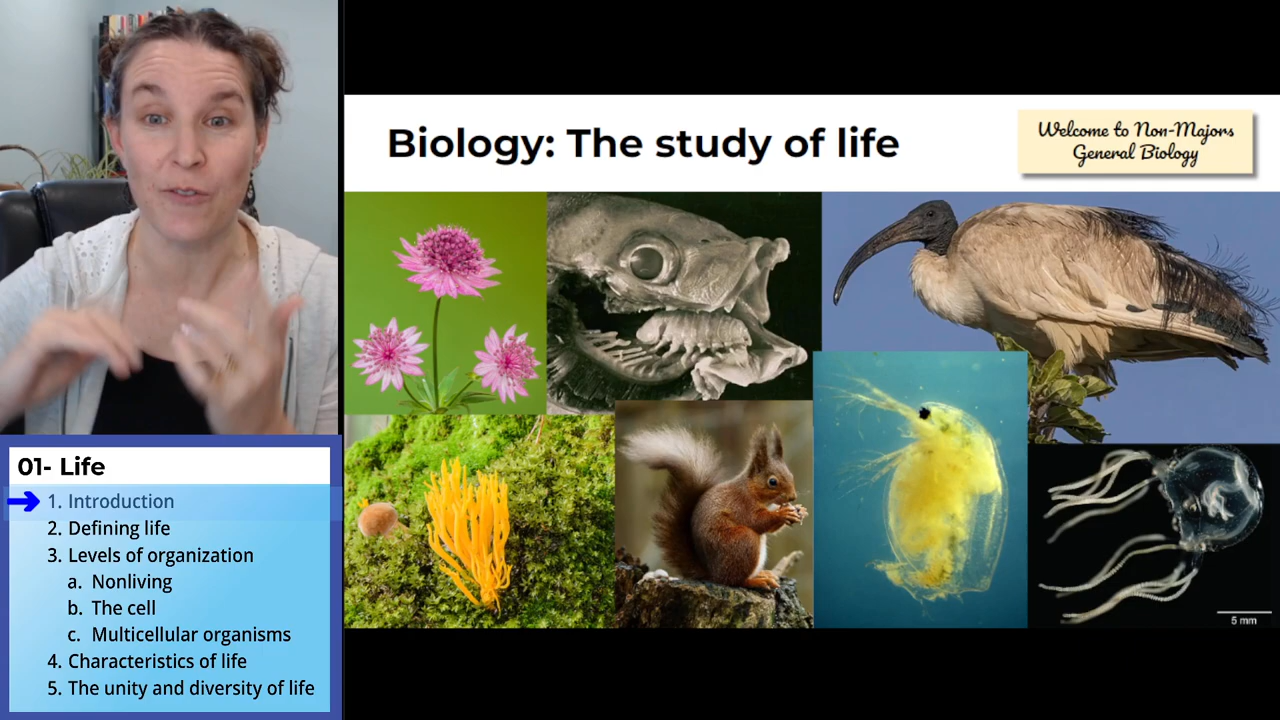 Biology: The study of life
Welcome to Non-Majors
General Biology
01- Life
1. Introduction
2. Defining life
3. Levels of organization
a. Nonliving
b. The cell
c. Multicellular organisms
4. Characteristics of life
5. The unity and diversity of life
5 mm